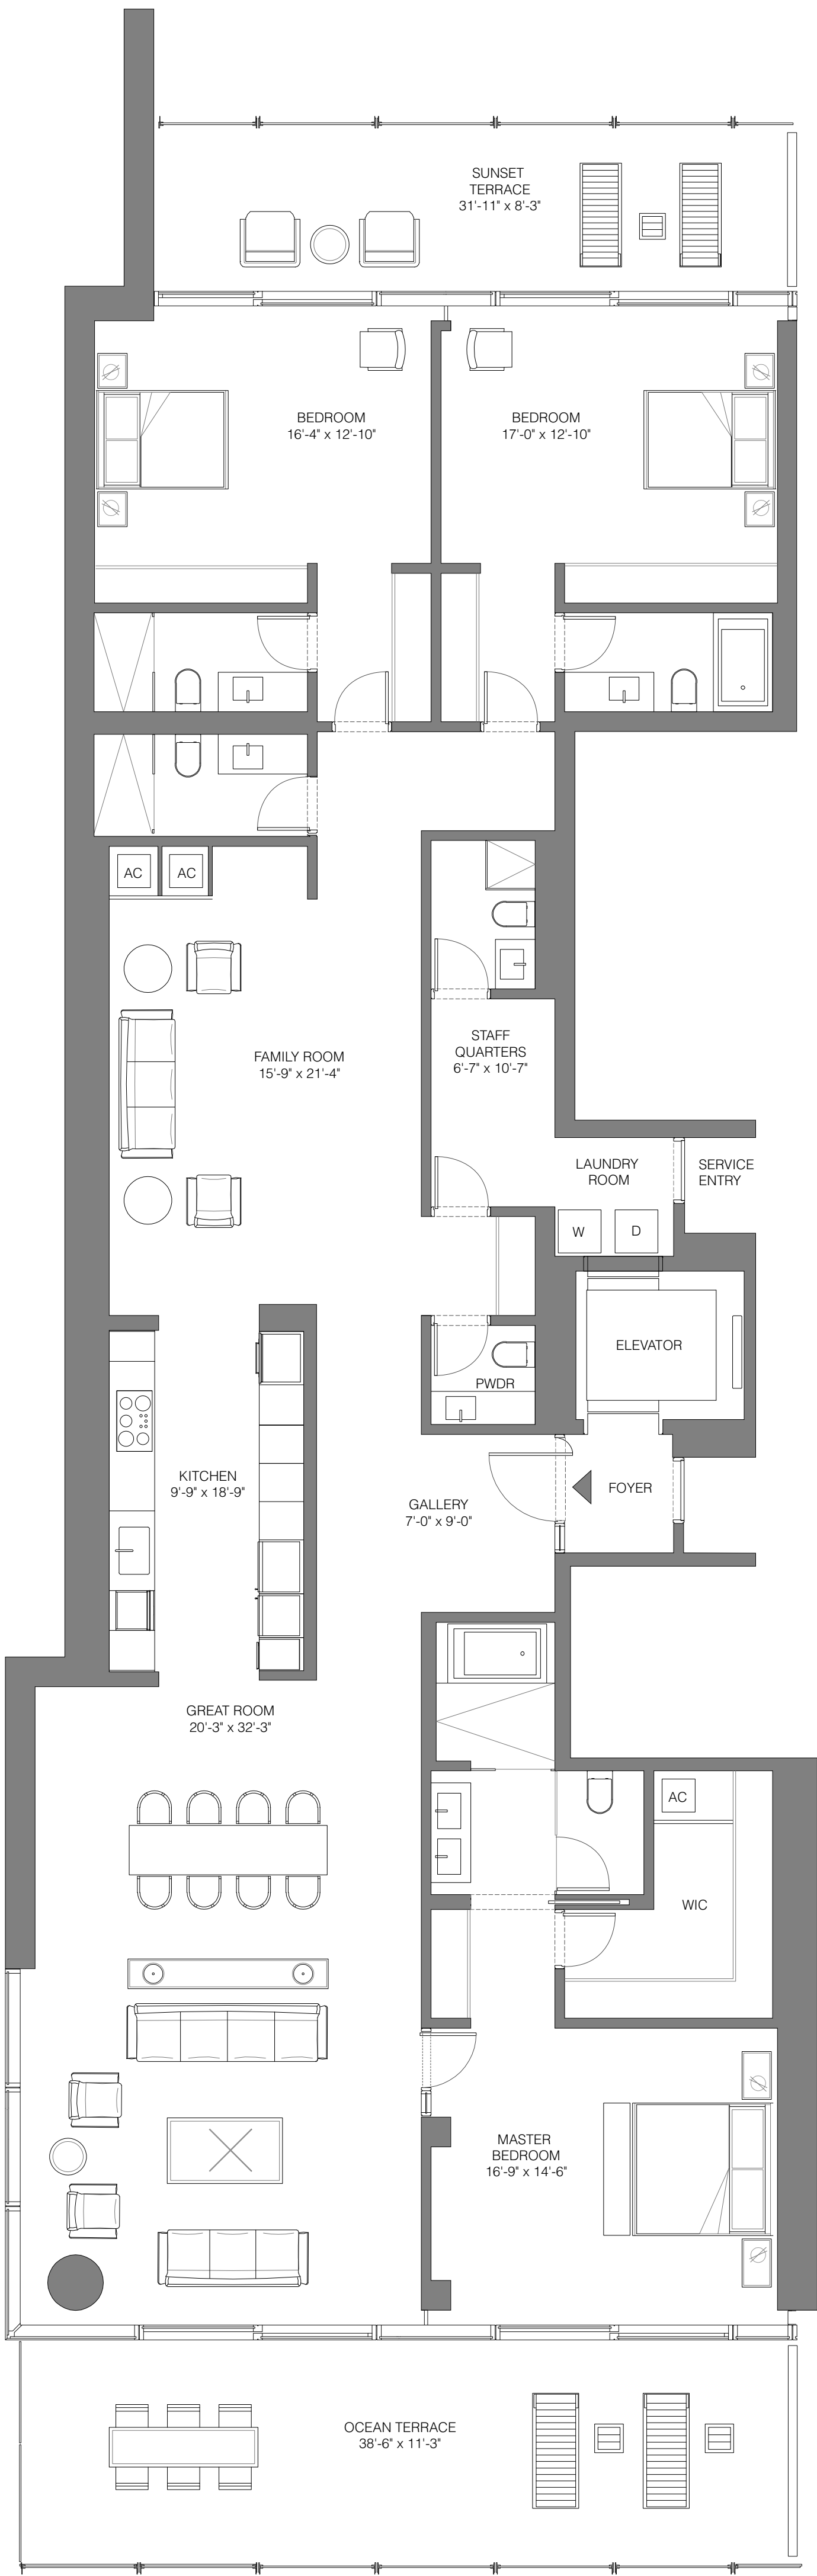 SUNSET
TERRACE
31'-11" x 8'-3"
BEDROOM
16'-4" x 12'-10"
BEDROOM
17'-0" x 12'-10"
AC
AC
FAMILY ROOM
15'-9" x 21'-4"
STAFF
QUARTERS
6'-7" x 10'-7"
LAUNDRY
ROOM
SERVICE
ENTRY
W
D
ELEVATOR
PWDR
KITCHEN
9'-9" x 18'-9"
GALLERY
7'-0" x 9'-0"
FOYER
GREAT ROOM
20'-3" x 32'-3"
AC
WIC
MASTER
BEDROOM
16'-9" x 14'-6"
OCEAN TERRACE
38'-6" x 11'-3"